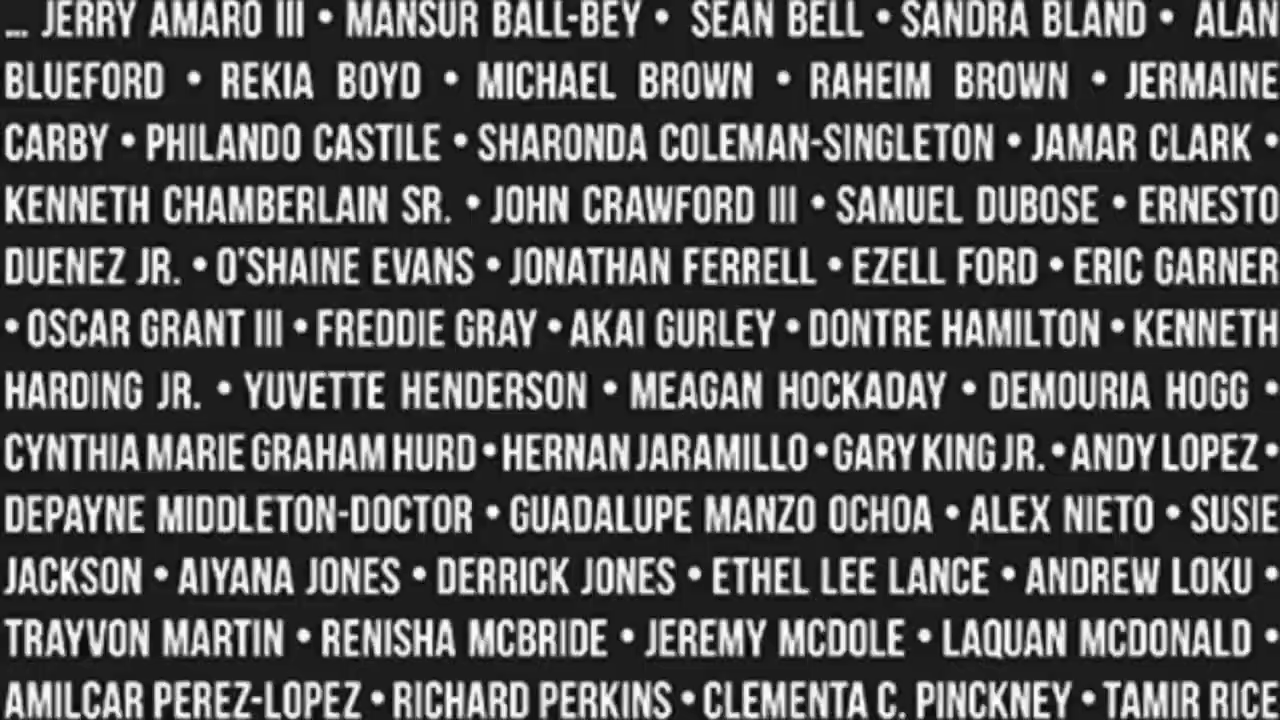 … JERRY AMARO III • MANSUR BALL-BEY • SEAN BELL • SANDRA BLAND • ALAN
BLUEFORD • REKIA BOYD • MICHAEL BROWN • RAHEIM BROWN • JERMAINE
CARBY • PHILANDO CASTILE • SHARONDA COLEMAN-SINGLETON • JAMAR CLARK •
KENNETH CHAMBERLAIN SR. • JOHN CRAWFORD III • SAMUEL DUBOSE • ERNESTO
DUENEZ JR. • O'SHAINE EVANS • JONATHAN FERRELL • EZELL FORD • ERIC GARNER
• OSCAR GRANT III • FREDDIE GRAY • AKAI GURLEY • DONTRE HAMILTON • KENNETH
HARDING JR. • YUVETTE HENDERSON • MEAGAN HOCKADAY • DEMOURIA HOGG •
CYNTHIA MARIE GRAHAM HURD • HERNAN JARAMILLO • GARY KING JR. • ANDY LOPEZ •
DEPAYNE MIDDLETON-DOCTOR • GUADALUPE MANZO OCHOA • ALEX NIETO • SUSIE
JACKSON • AIYANA JONES • DERRICK JONES • ETHEL LEE LANCE • ANDREW LOKU •
TRAYVON MARTIN • RENISHA MCBRIDE • JEREMY MCDOLE • LAQUAN MCDONALD •
AMILCAR PEREZ-LOPEZ • RICHARD PERKINS • CLEMENTA C. PINCKNEY • TAMIR RICE